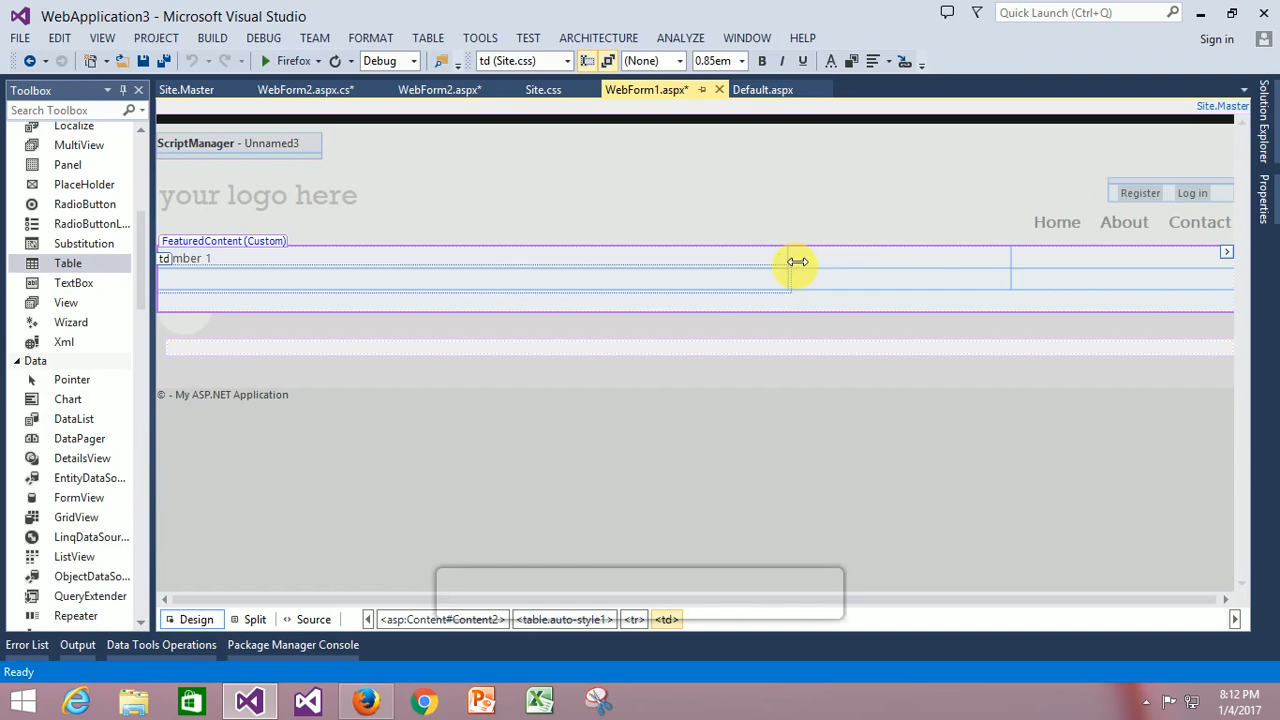 WebApplication3 - Microsoft Visual Studio
Quick Launch (Ctrl+Q)
FILE EDIT VIEW PROJECT BUILD DEBUG TEAM FORMAT TABLE TOOLS TEST ARCHITECTURE ANALYZE WINDOW HELP
Sign in
Firefox Debug td (Site.css) (None) 0.85em B I U A
Toolbox
Site.Master WebForm2.aspx.cs* WebForm2.aspx* Site.css WebForm1.aspx* Default.aspx
Search Toolbox
Site.Master
Solution Explorer
Properties
Localize
MultiView
Panel
PlaceHolder
RadioButton
RadioButtonL...
Substitution
Table
TextBox
View
Wizard
Xml
Data
Pointer
Chart
DataList
DataPager
DetailsView
EntityDataSo...
FormView
GridView
LinqDataSour...
ListView
ObjectDataSo...
QueryExtender
Repeater
ScriptManager - Unnamed3
your logo here
Register Log in
Home About Contact
FeaturedContent (Custom)
td mber 1
© - My ASP.NET Application
Design Split Source <asp:Content#Content2> <table.auto-style1> <tr> <td>
Error List Output Data Tools Operations Package Manager Console
Ready
8:12 PM
1/4/2017